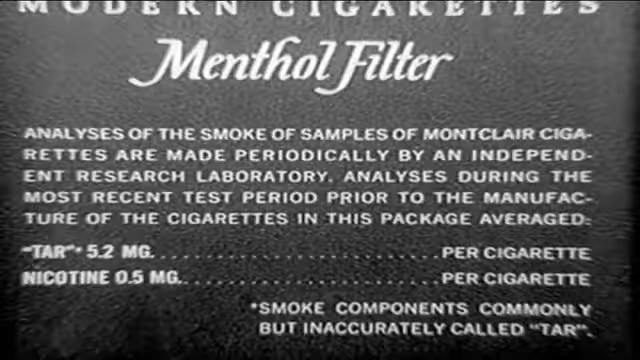 MODERN CIGARETTES
Menthol Filter
ANALYSES OF THE SMOKE OF SAMPLES OF MONTCLAIR CIGA-
RETTES ARE MADE PERIODICALLY BY AN INDEPEND-
ENT RESEARCH LABORATORY. ANALYSES DURING THE
MOST RECENT TEST PERIOD PRIOR TO THE MANUFAC-
TURE OF THE CIGARETTES IN THIS PACKAGE AVERAGED:
"TAR"* 5.2 MG. . . . . . . . . . . . . . . . . . . . . . . . PER CIGARETTE
NICOTINE 0.5 MG. . . . . . . . . . . . . . . . . . . . . . PER CIGARETTE
*SMOKE COMPONENTS COMMONLY
BUT INACCURATELY CALLED "TAR".